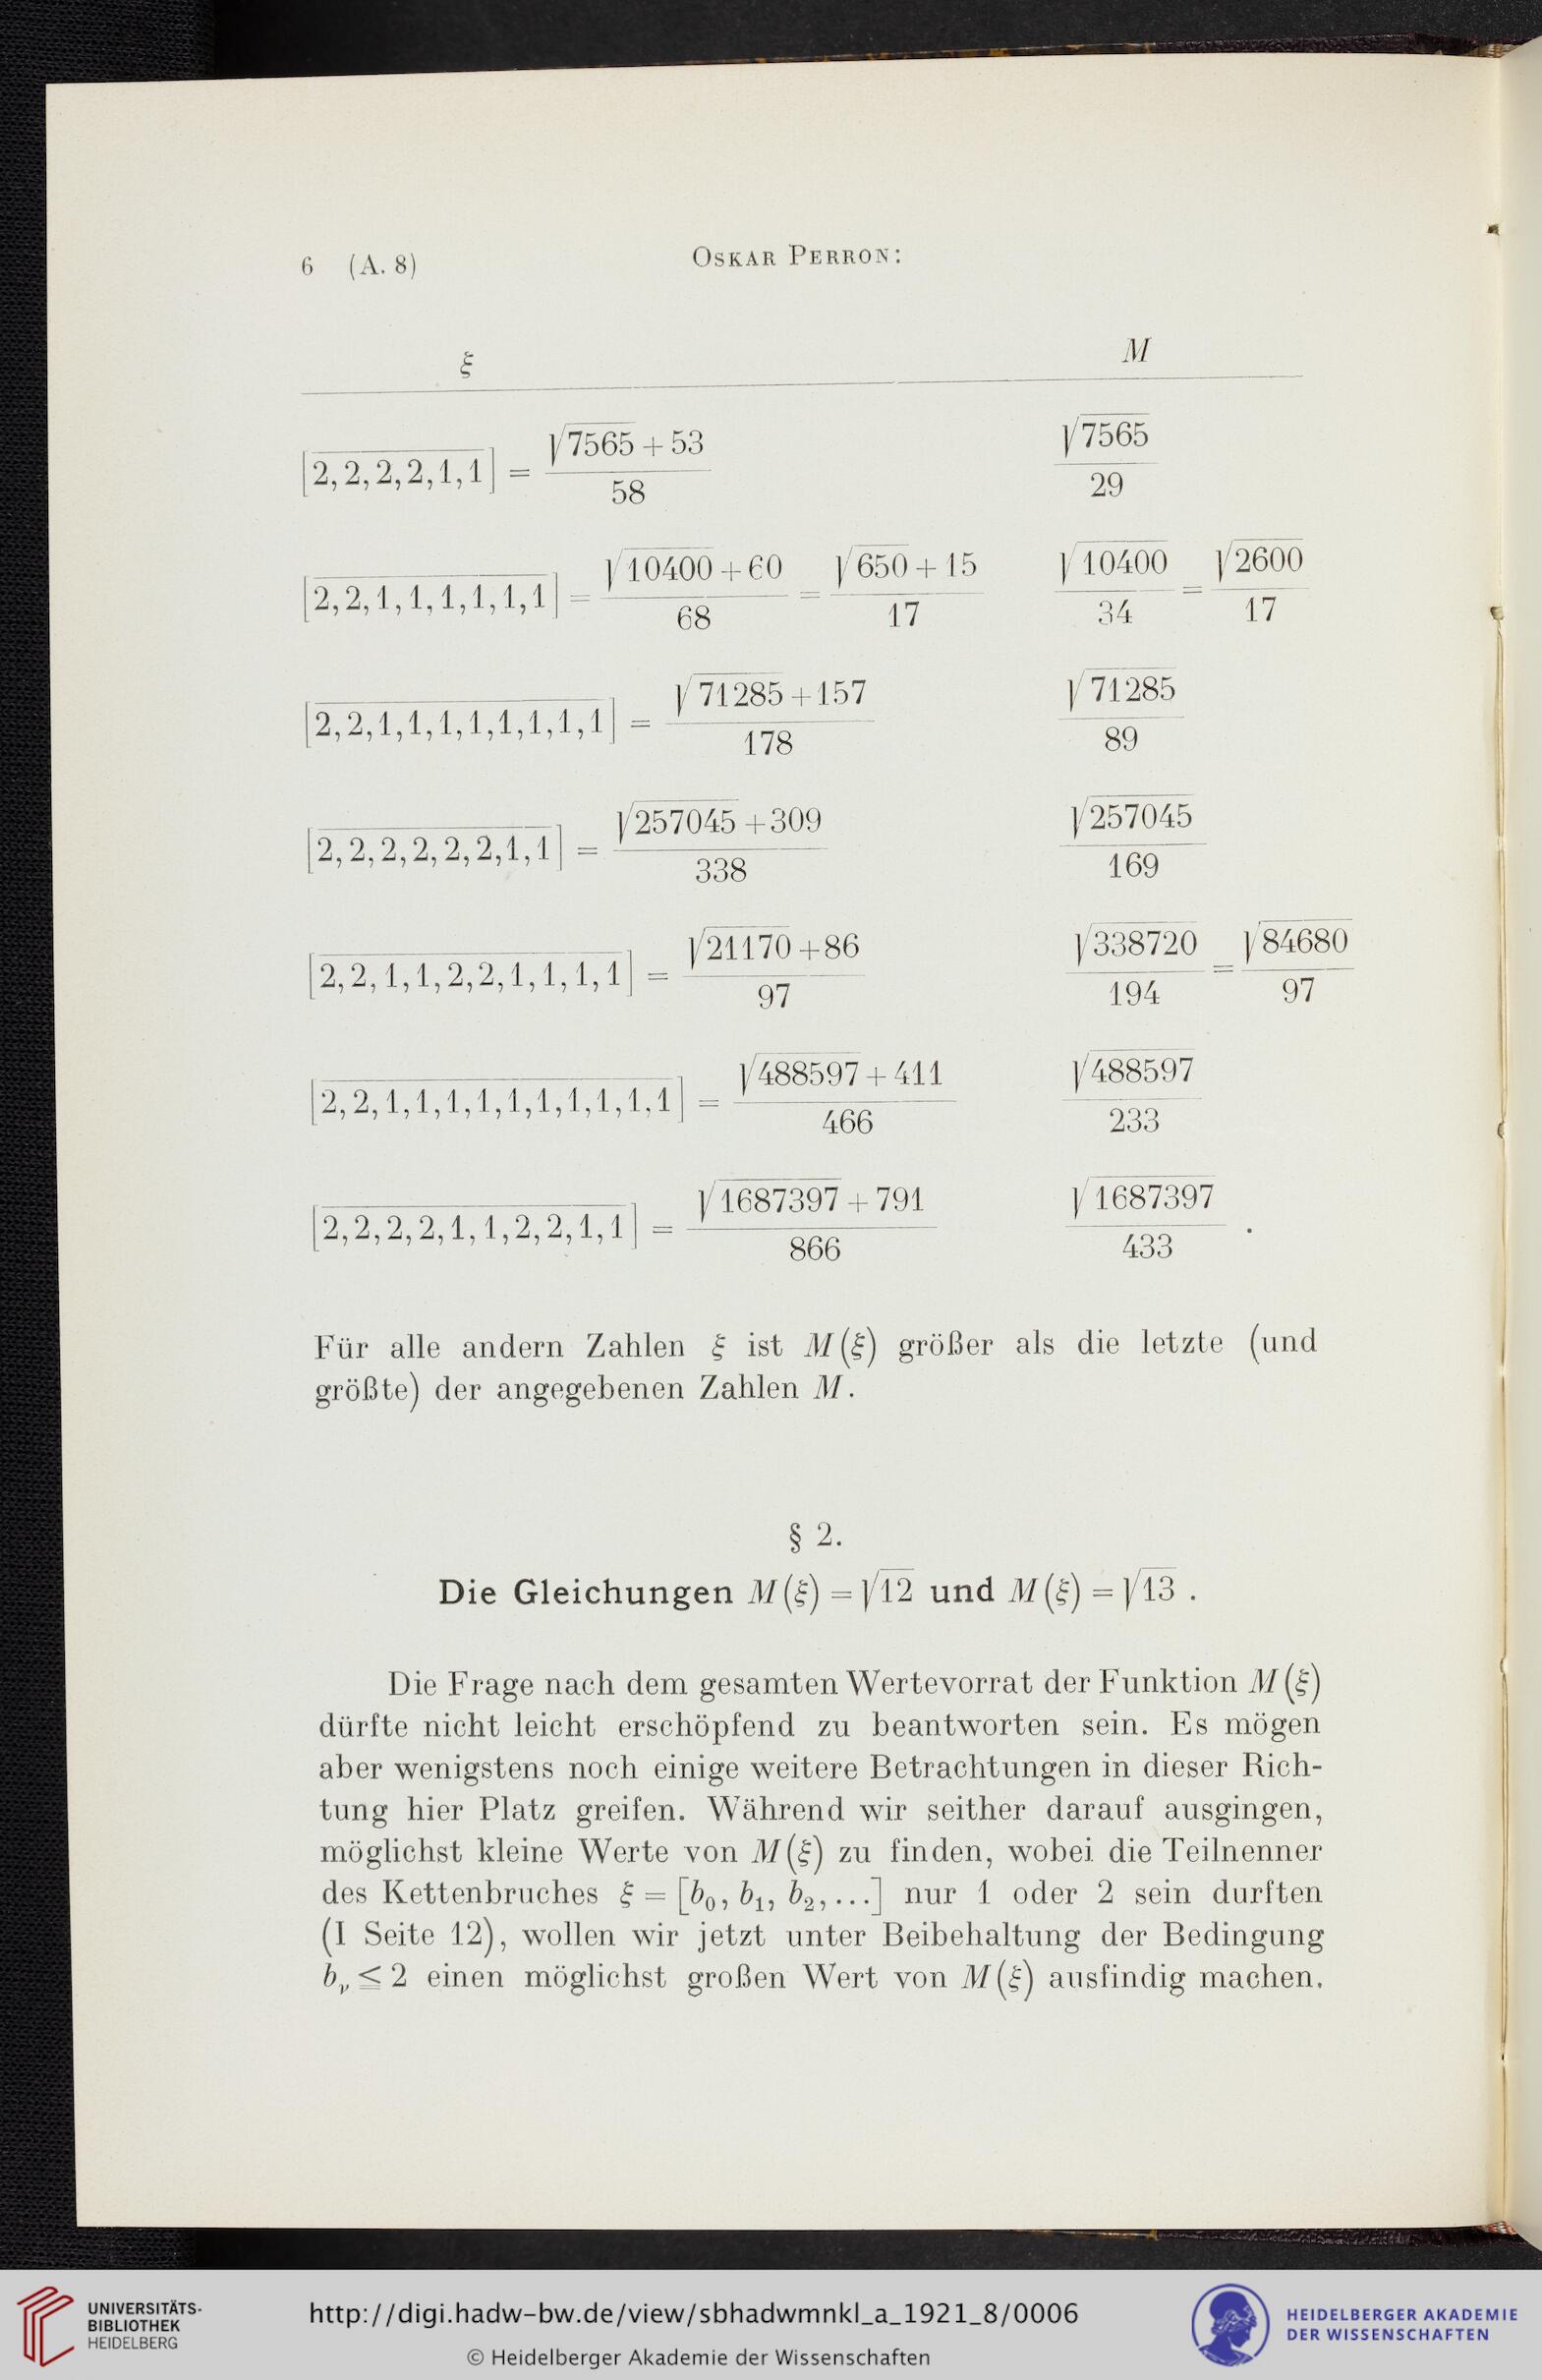 6 (A. 8)
OSKAR PERRON:
ξ M
[2, 2, 2, 2, 1, 1] = (√7565 + 53)/58 √7565/29
[2, 2, 1, 1, 1, 1, 1, 1] = (√10400 + 60)/68 = (√650 + 15)/17 √10400/34 = √2600/17
[2, 2, 1, 1, 1, 1, 1, 1, 1, 1] = (√71285 + 157)/178 √71285/89
[2, 2, 2, 2, 2, 2, 1, 1] = (√257045 + 309)/338 √257045/169
[2, 2, 1, 1, 2, 2, 1, 1, 1, 1] = (√21170 + 86)/97 √338720/194 = √84680/97
[2, 2, 1, 1, 1, 1, 1, 1, 1, 1, 1, 1] = (√488597 + 411)/466 √488597/233
[2, 2, 2, 2, 1, 1, 2, 2, 1, 1] = (√1687397 + 791)/866 √1687397/433 .
Für alle andern Zahlen ξ ist M(ξ) größer als die letzte (und
größte) der angegebenen Zahlen M.
§ 2.
Die Gleichungen M(ξ) = √12 und M(ξ) = √13 .
Die Frage nach dem gesamten Wertevorrat der Funktion M(ξ)
dürfte nicht leicht erschöpfend zu beantworten sein. Es mögen
aber wenigstens noch einige weitere Betrachtungen in dieser Rich-
tung hier Platz greifen. Während wir seither darauf ausgingen,
möglichst kleine Werte von M(ξ) zu finden, wobei die Teilnenner
des Kettenbruches ξ = [b₀, b₁, b₂, ...] nur 1 oder 2 sein durften
(I Seite 12), wollen wir jetzt unter Beibehaltung der Bedingung
bᵥ ≦ 2 einen möglichst großen Wert von M(ξ) ausfindig machen.
UNIVERSITÄTS-
BIBLIOTHEK
HEIDELBERG
http://digi.hadw-bw.de/view/sbhadwmnkl_a_1921_8/0006
© Heidelberger Akademie der Wissenschaften
HEIDELBERGER AKADEMIE
DER WISSENSCHAFTEN